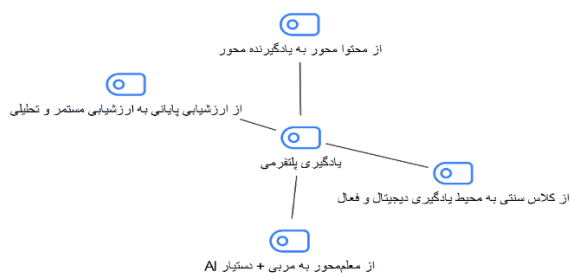 از محتوا محور به یادگیرنده محور
از ارزشیابی پایانی به ارزشیابی مستمر و تحلیلی
یادگیری پلتفرمی
از کلاس سنتی به محیط یادگیری دیجیتال و فعال
از معلم‌محور به مربی + دستیار AI